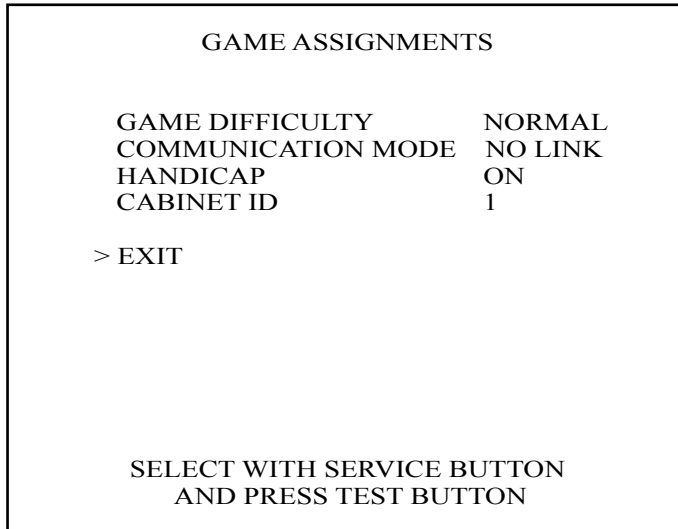 GAME ASSIGNMENTS
GAME DIFFICULTY NORMAL
COMMUNICATION MODE NO LINK
HANDICAP ON
CABINET ID 1
> EXIT
SELECT WITH SERVICE BUTTON
AND PRESS TEST BUTTON